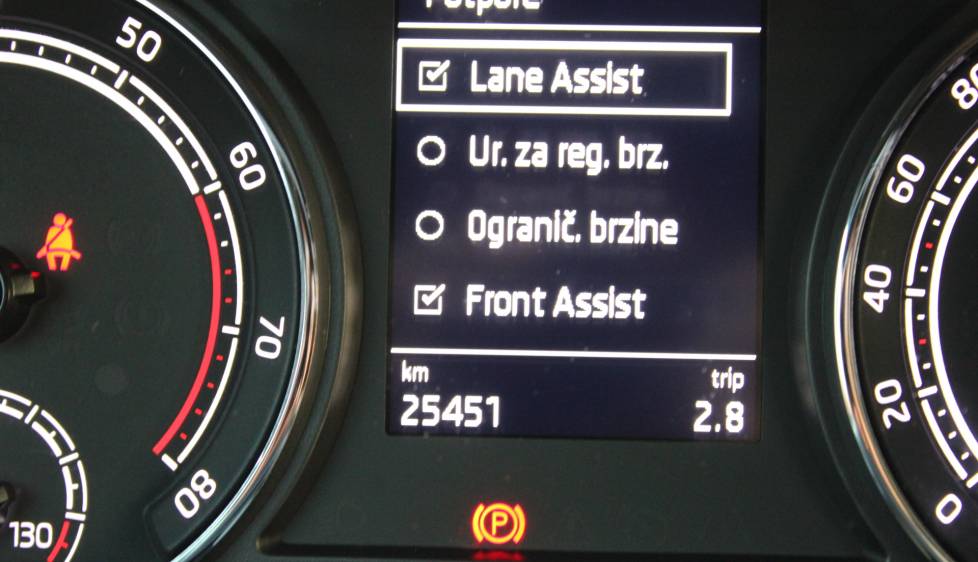 Potpore
Lane Assist
Ur. za reg. brz.
Ogranič. brzine
Front Assist
km
trip
25451
2.8
50
60
70
80
130
P
80
60
40
20
0